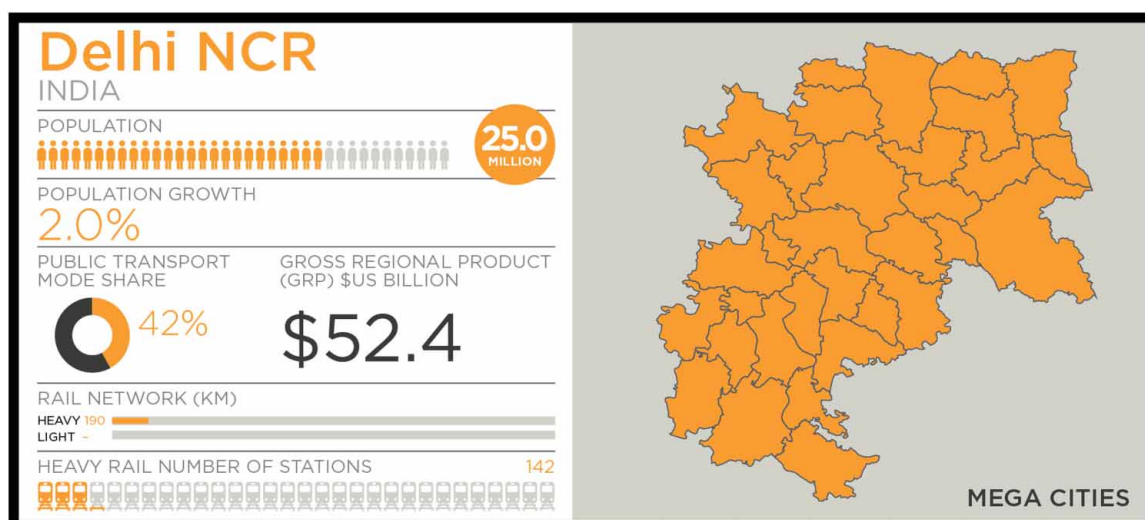 Delhi NCR
INDIA
POPULATION
25.0
MILLION
POPULATION GROWTH
2.0%
PUBLIC TRANSPORT
MODE SHARE
42%
GROSS REGIONAL PRODUCT
(GRP) $US BILLION
$52.4
RAIL NETWORK (KM)
HEAVY 190
LIGHT –
HEAVY RAIL NUMBER OF STATIONS 142
MEGA CITIES